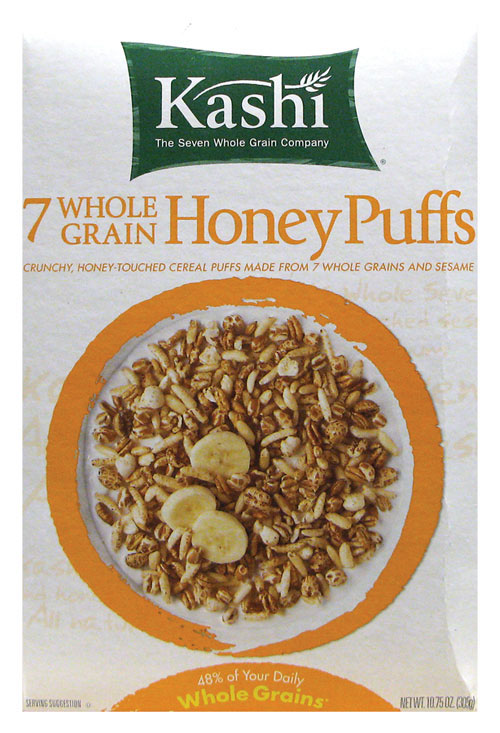 Kashi
The Seven Whole Grain Company
®
7 WHOLE GRAIN Honey Puffs
CRUNCHY, HONEY-TOUCHED CEREAL PUFFS MADE FROM 7 WHOLE GRAINS AND SESAME
48% of Your Daily
Whole Grains*
SERVING SUGGESTION
NET WT. 10.75 OZ. (305g)